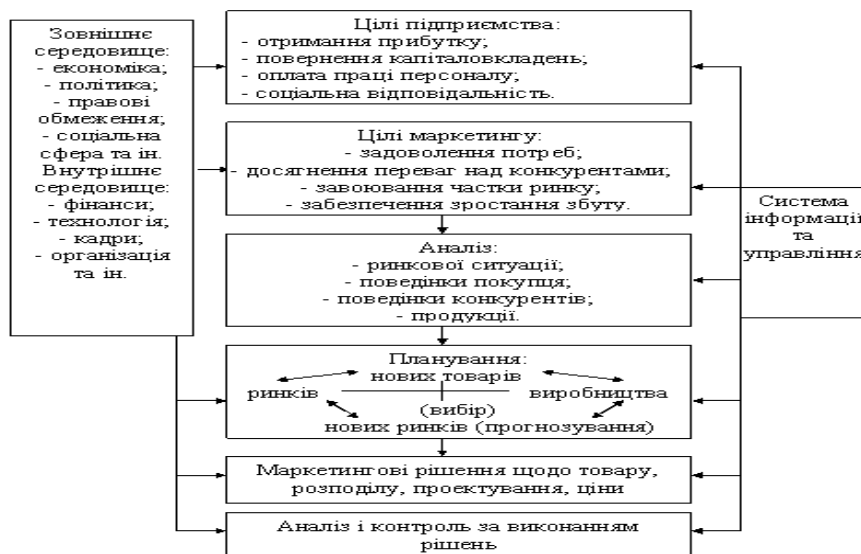 Зовнішнє
середовище:
- економіка;
- політика;
- правові
обмеження;
- соціальна
сфера та ін.
Внутрішнє
середовище:
- фінанси;
- технологія;
- кадри;
- організація
та ін.
Цілі підприємства:
- отримання прибутку;
- повернення капіталовкладень;
- оплата праці персоналу;
- соціальна відповідальність.
Цілі маркетингу:
- задоволення потреб;
- досягнення переваг над конкурентами;
- завоювання частки ринку;
- забезпечення зростання збуту.
Аналіз:
- ринкової ситуації;
- поведінки покупця;
- поведінки конкурентів;
- продукції.
Планування:
нових товарів
ринків виробництва
(вибір)
нових ринків (прогнозування)
Маркетингові рішення щодо товару,
розподілу, проектування, ціни
Аналіз і контроль за виконанням
рішень
Система
інформації
та
управління